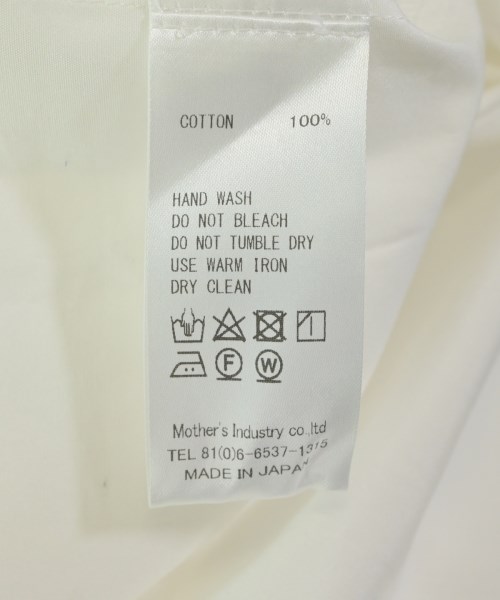 COTTON 100%
HAND WASH
DO NOT BLEACH
DO NOT TUMBLE DRY
USE WARM IRON
DRY CLEAN
F W
Mother's Industry co.,ltd
TEL 81(0)6-6537-1315
MADE IN JAPAN